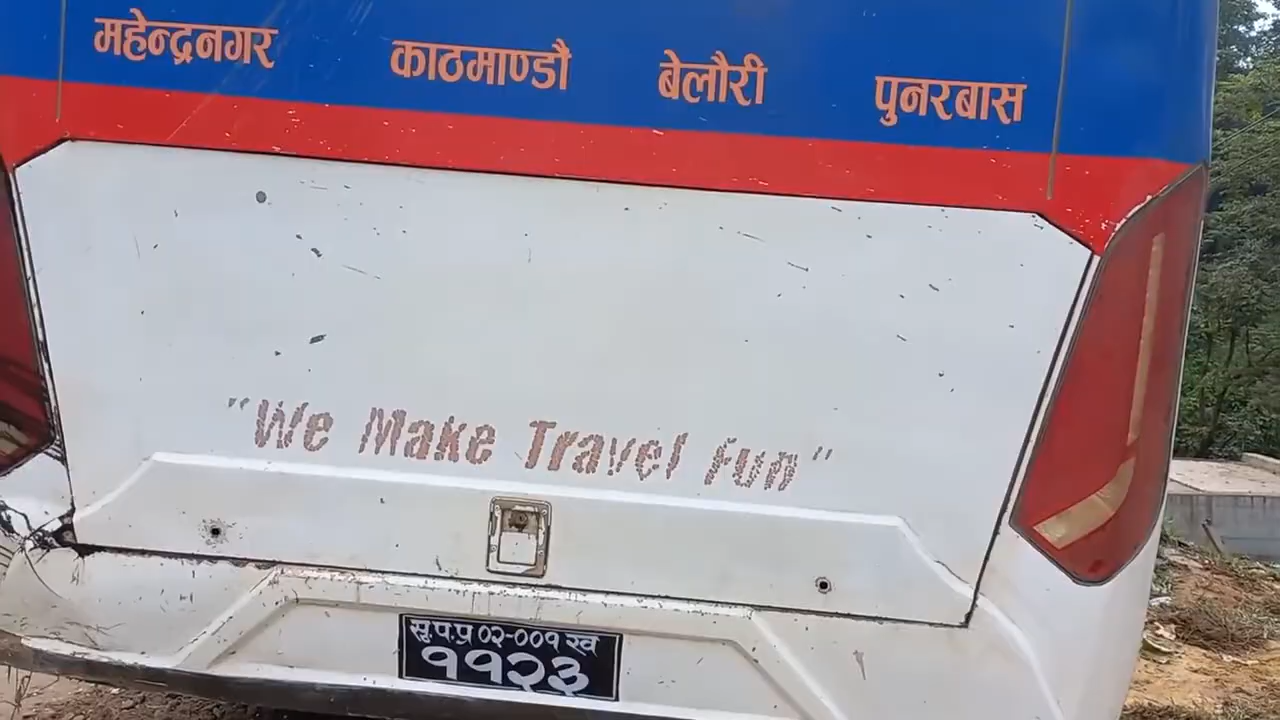 महेन्द्रनगर काठमाण्डौ बेलौरी पुनरबास
"We Make Travel Fun"
सु.प.प्र ०२-००१ ख
११२३